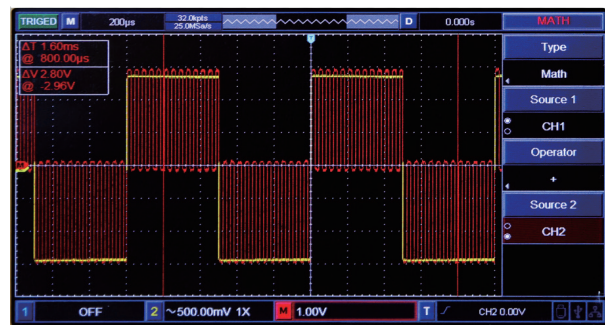 TRIGED M 200µs 32.0kpts D 0.000s MATH
25.0MSa/s
ΔT 1.60ms
@ 800.00µs
ΔV 2.80V
@ -2.96V
Type
Math
Source 1
CH1
Operator
+
Source 2
CH2
M
1 OFF 2 ~500.00mV 1X M 1.00V T CH2 0.00V